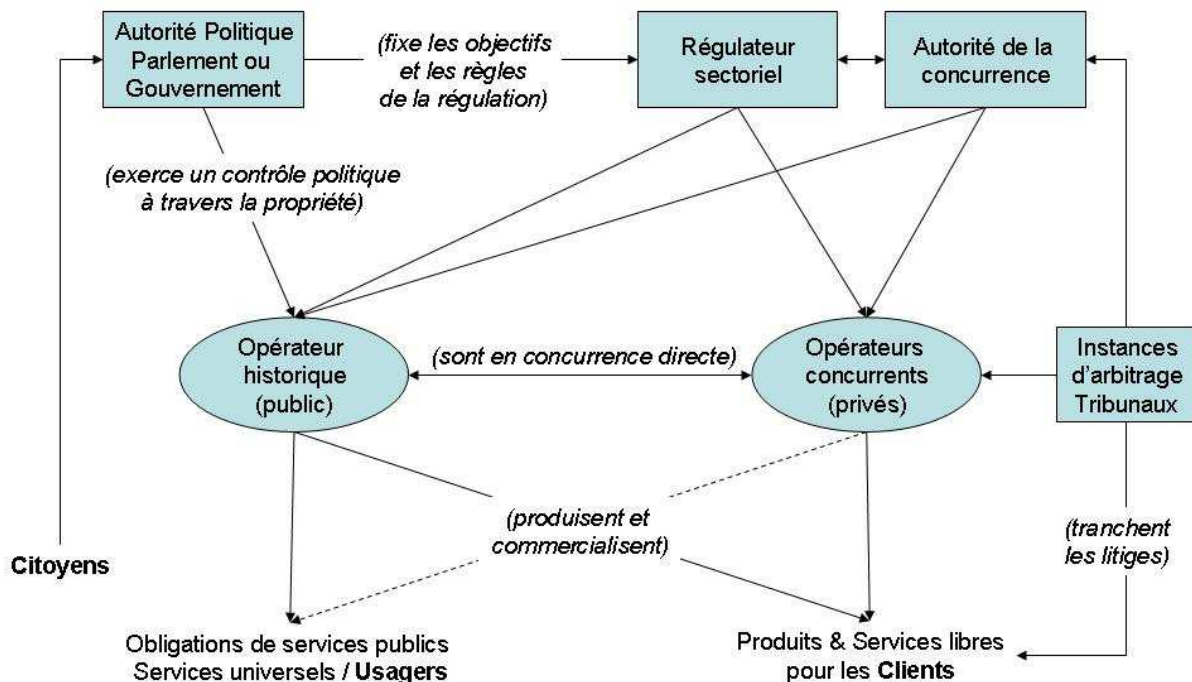 Autorité Politique
Parlement ou
Gouvernement
(fixe les objectifs
et les règles
de la régulation)
Régulateur
sectoriel
Autorité de la
concurrence
(exerce un contrôle politique
à travers la propriété)
Opérateur
historique
(public)
(sont en concurrence directe)
Opérateurs
concurrents
(privés)
Instances
d'arbitrage
Tribunaux
(produisent et
commercialisent)
(tranchent
les litiges)
Citoyens
Obligations de services publics
Services universels / Usagers
Produits & Services libres
pour les Clients